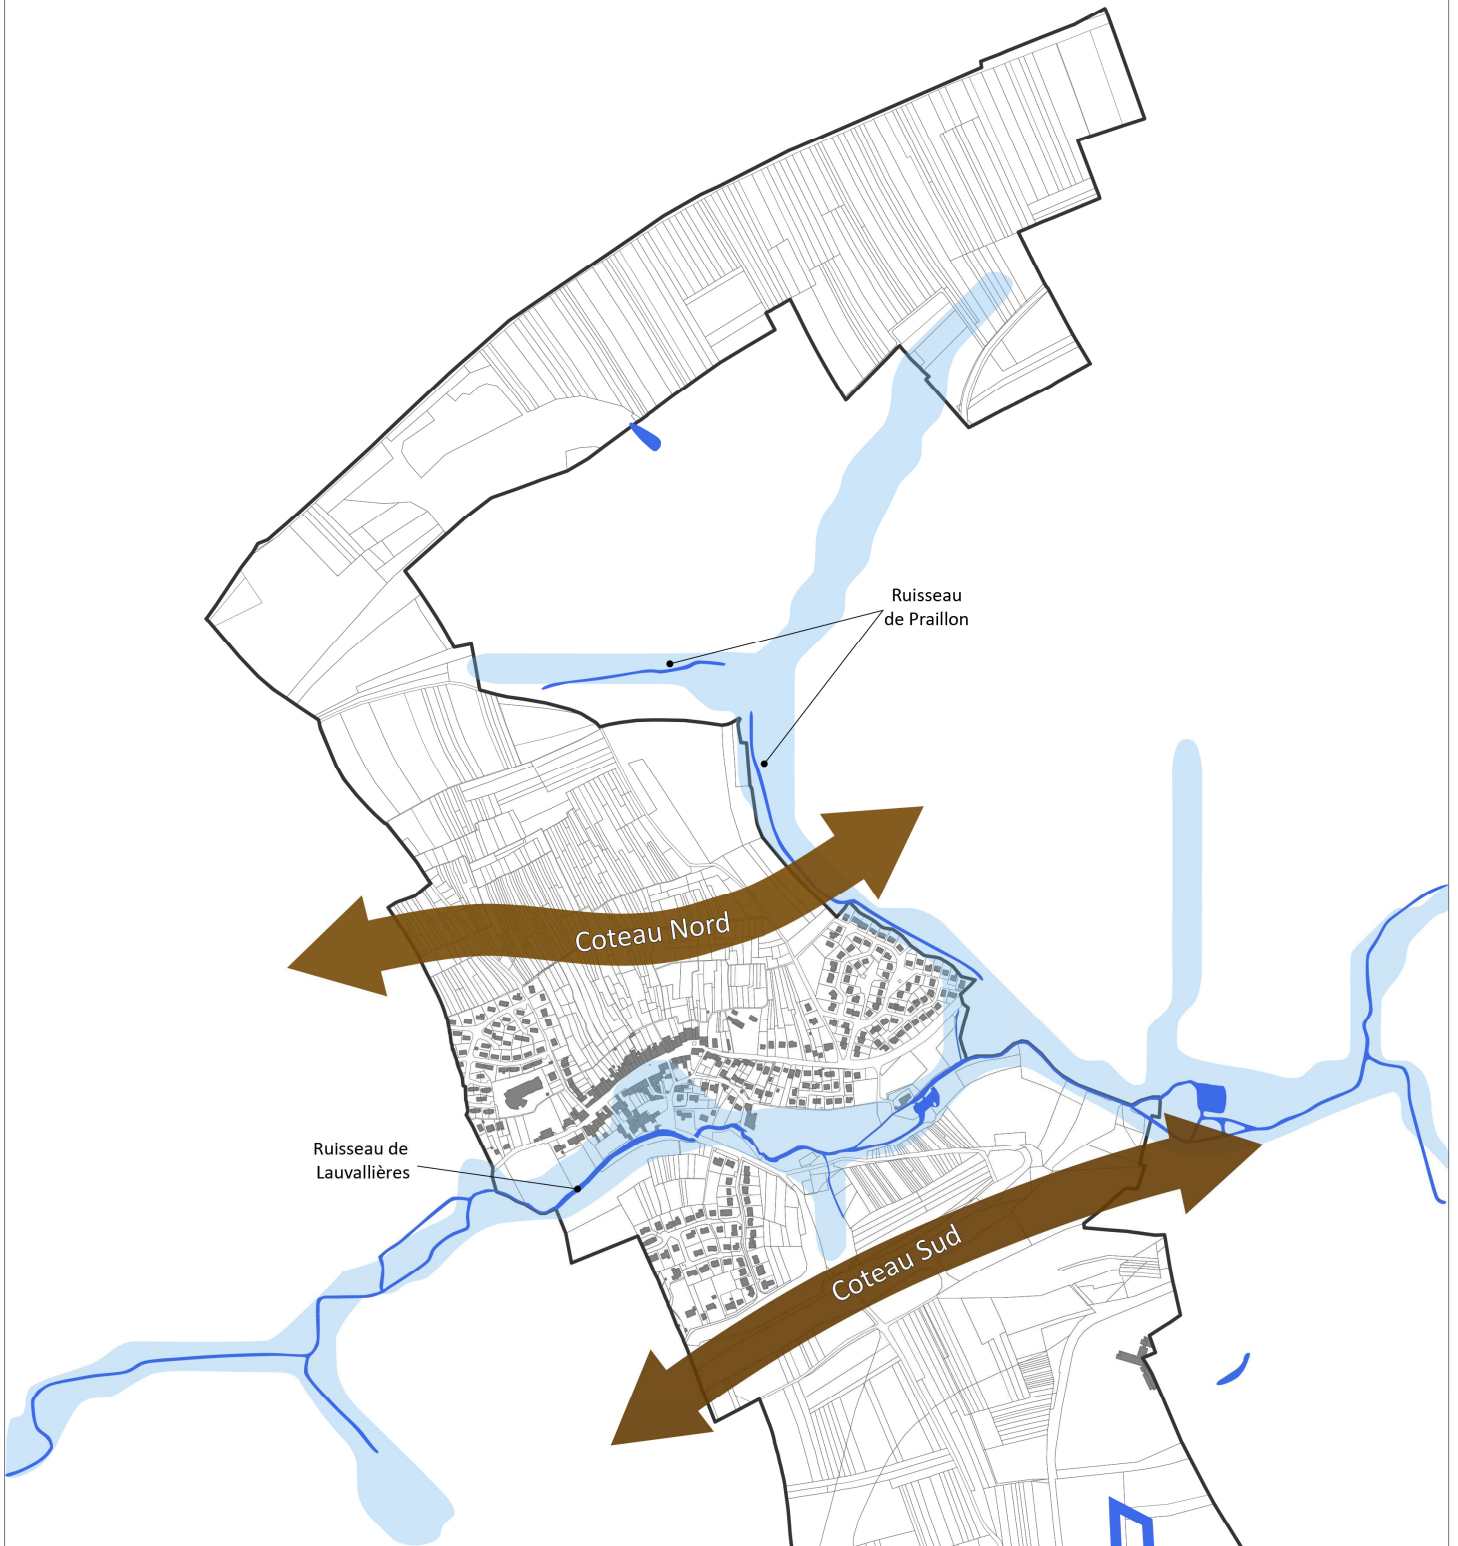 Ruisseau
de Praillon
Coteau Nord
Ruisseau de
Lauvallières
Coteau Sud